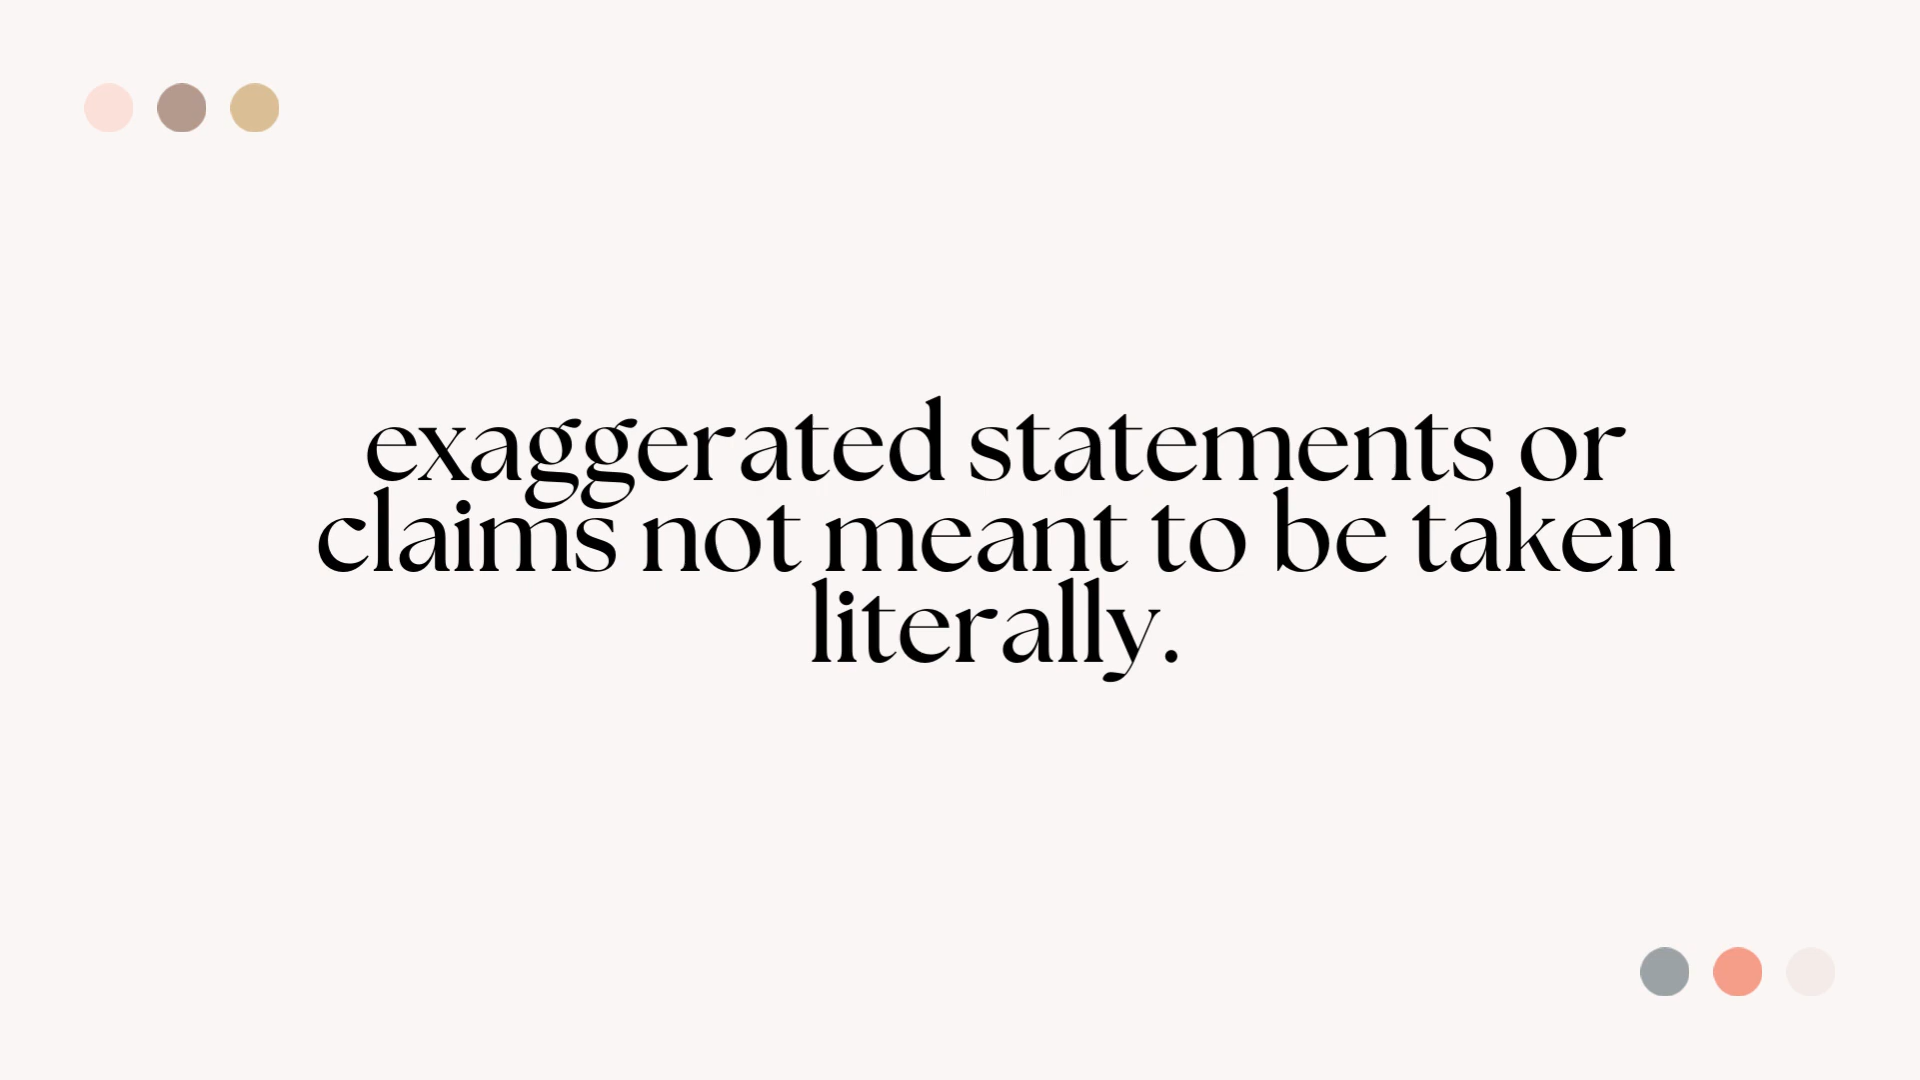 exaggerated statements or
claims not meant to be taken
literally.